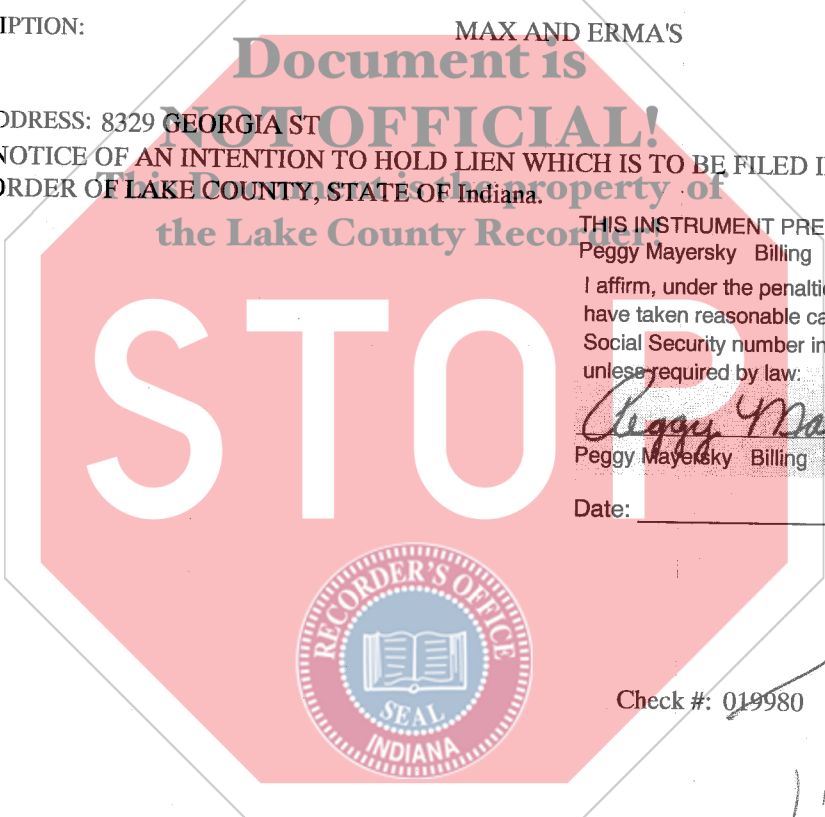 IPTION:
MAX AND ERMA'S
Document is
NOT OFFICIAL!
DDRESS: 8329 GEORGIA ST
NOTICE OF AN INTENTION TO HOLD LIEN WHICH IS TO BE FILED I
ORDER OF LAKE COUNTY, STATE OF Indiana.
This Document is the property of
the Lake County Recorder!
THIS INSTRUMENT PRE
Peggy Mayersky Billing
I affirm, under the penaltie
have taken reasonable ca
Social Security number in
unless required by law:
Peggy Ma
Peggy Mayersky Billing
Date:
STOP
RECORDER'S OFFICE
SEAL
INDIANA
Check #: 019980